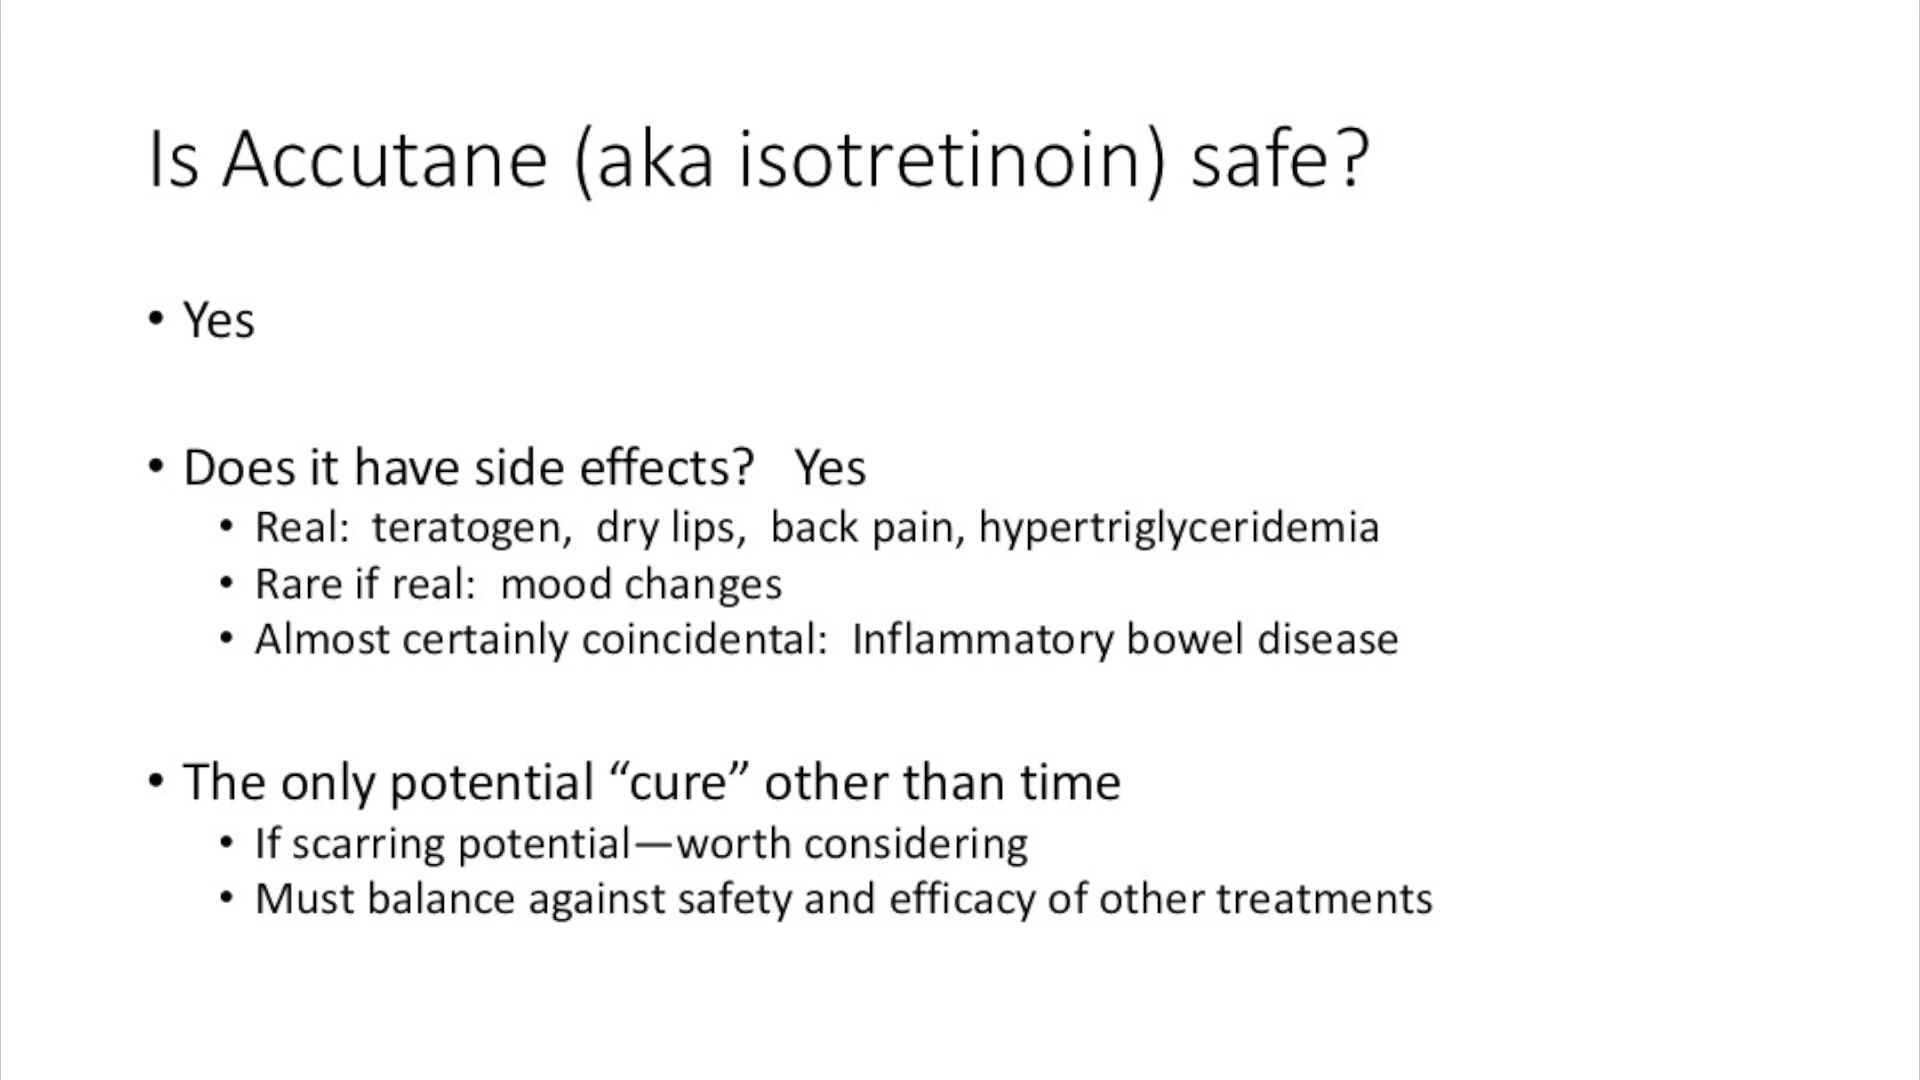 Is Accutane (aka isotretinoin) safe?
• Yes
• Does it have side effects? Yes
• Real: teratogen, dry lips, back pain, hypertriglyceridemia
• Rare if real: mood changes
• Almost certainly coincidental: Inflammatory bowel disease
• The only potential “cure” other than time
• If scarring potential—worth considering
• Must balance against safety and efficacy of other treatments